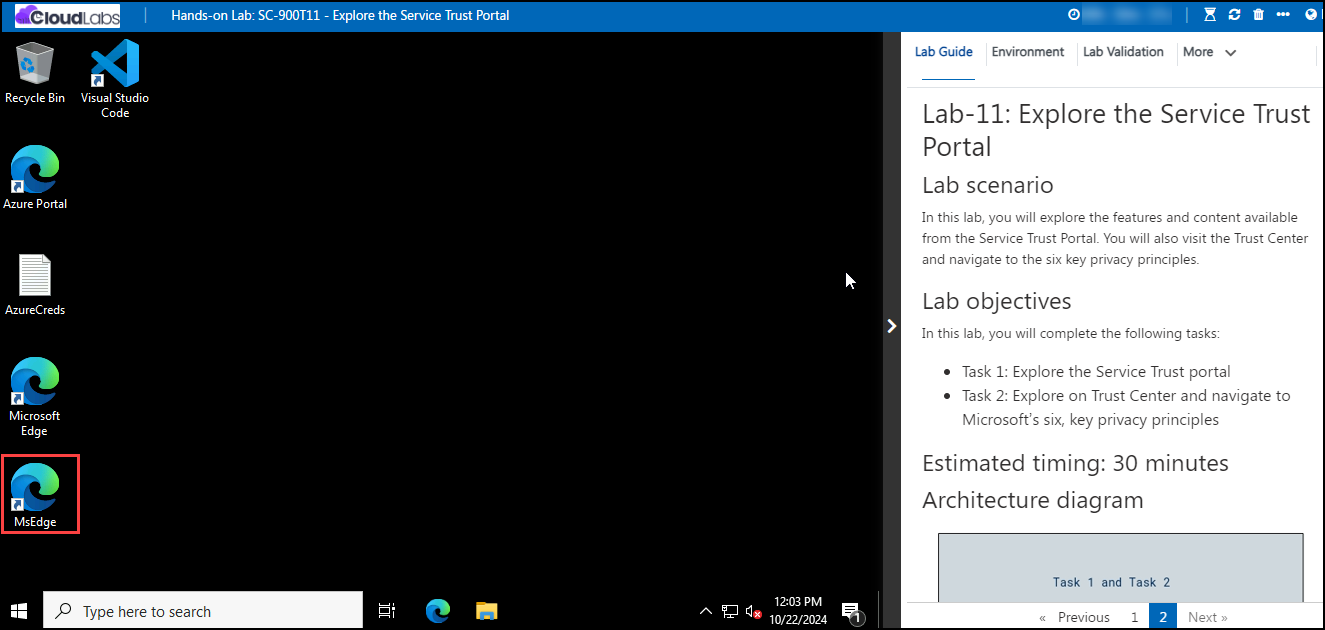 CloudLabs
Hands-on Lab: SC-900T11 - Explore the Service Trust Portal
Recycle Bin
Visual Studio
Code
Azure Portal
AzureCreds
Microsoft
Edge
MsEdge
Type here to search
12:03 PM
10/22/2024
1
Lab Guide
Environment
Lab Validation
More
Lab-11: Explore the Service Trust
Portal
Lab scenario
In this lab, you will explore the features and content available
from the Service Trust Portal. You will also visit the Trust Center
and navigate to the six key privacy principles.
Lab objectives
In this lab, you will complete the following tasks:
• Task 1: Explore the Service Trust portal
• Task 2: Explore on Trust Center and navigate to
Microsoft's six, key privacy principles
Estimated timing: 30 minutes
Architecture diagram
Task 1 and Task 2
« Previous 1 2 Next »